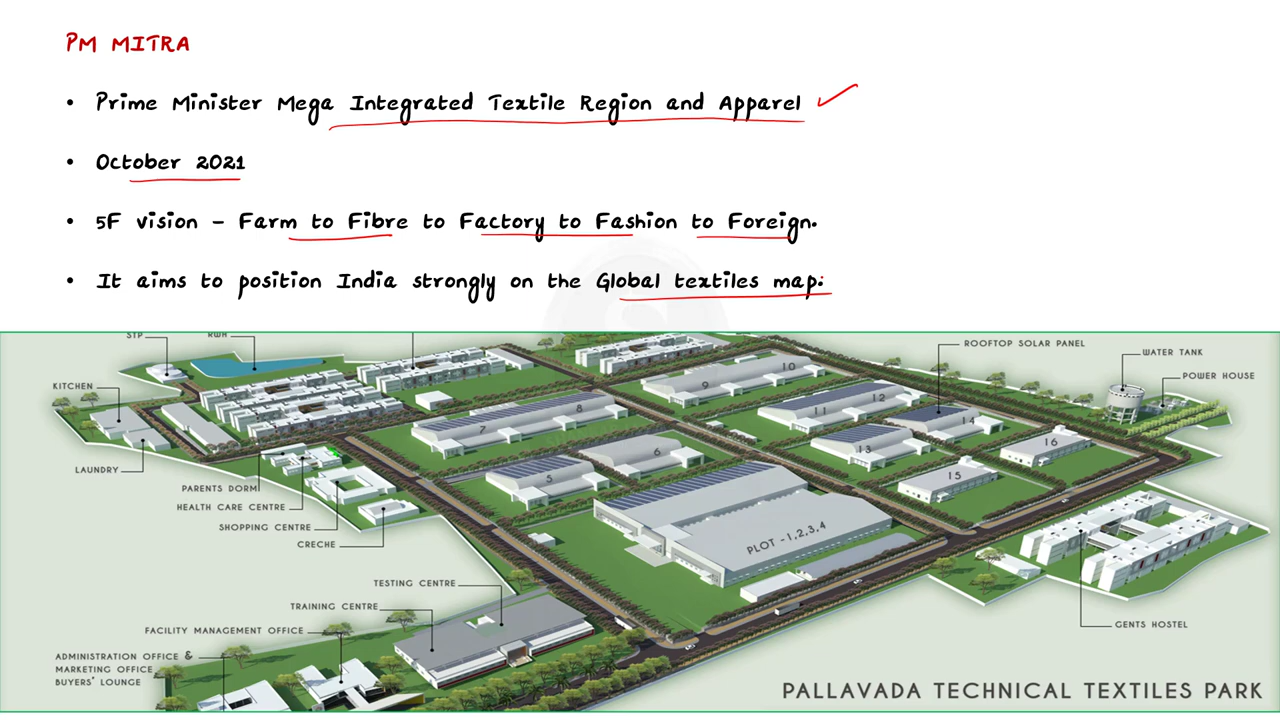 PM MITRA
• Prime Minister Mega Integrated Textile Region and Apparel
• October 2021
• 5F vision – Farm to Fibre to Factory to Fashion to Foreign.
• It aims to position India strongly on the Global textiles map.
STP
RWH
ROOFTOP SOLAR PANEL
WATER TANK
POWER HOUSE
KITCHEN
9
10
8
7
11
12
13
14
16
6
5
15
LAUNDRY
PARENTS DORM
HEALTH CARE CENTRE
SHOPPING CENTRE
CRECHE
PLOT -1,2,3,4
TESTING CENTRE
TRAINING CENTRE
FACILITY MANAGEMENT OFFICE
GENTS HOSTEL
ADMINISTRATION OFFICE &
MARKETING OFFICE
BUYERS' LOUNGE
PALLAVADA TECHNICAL TEXTILES PARK